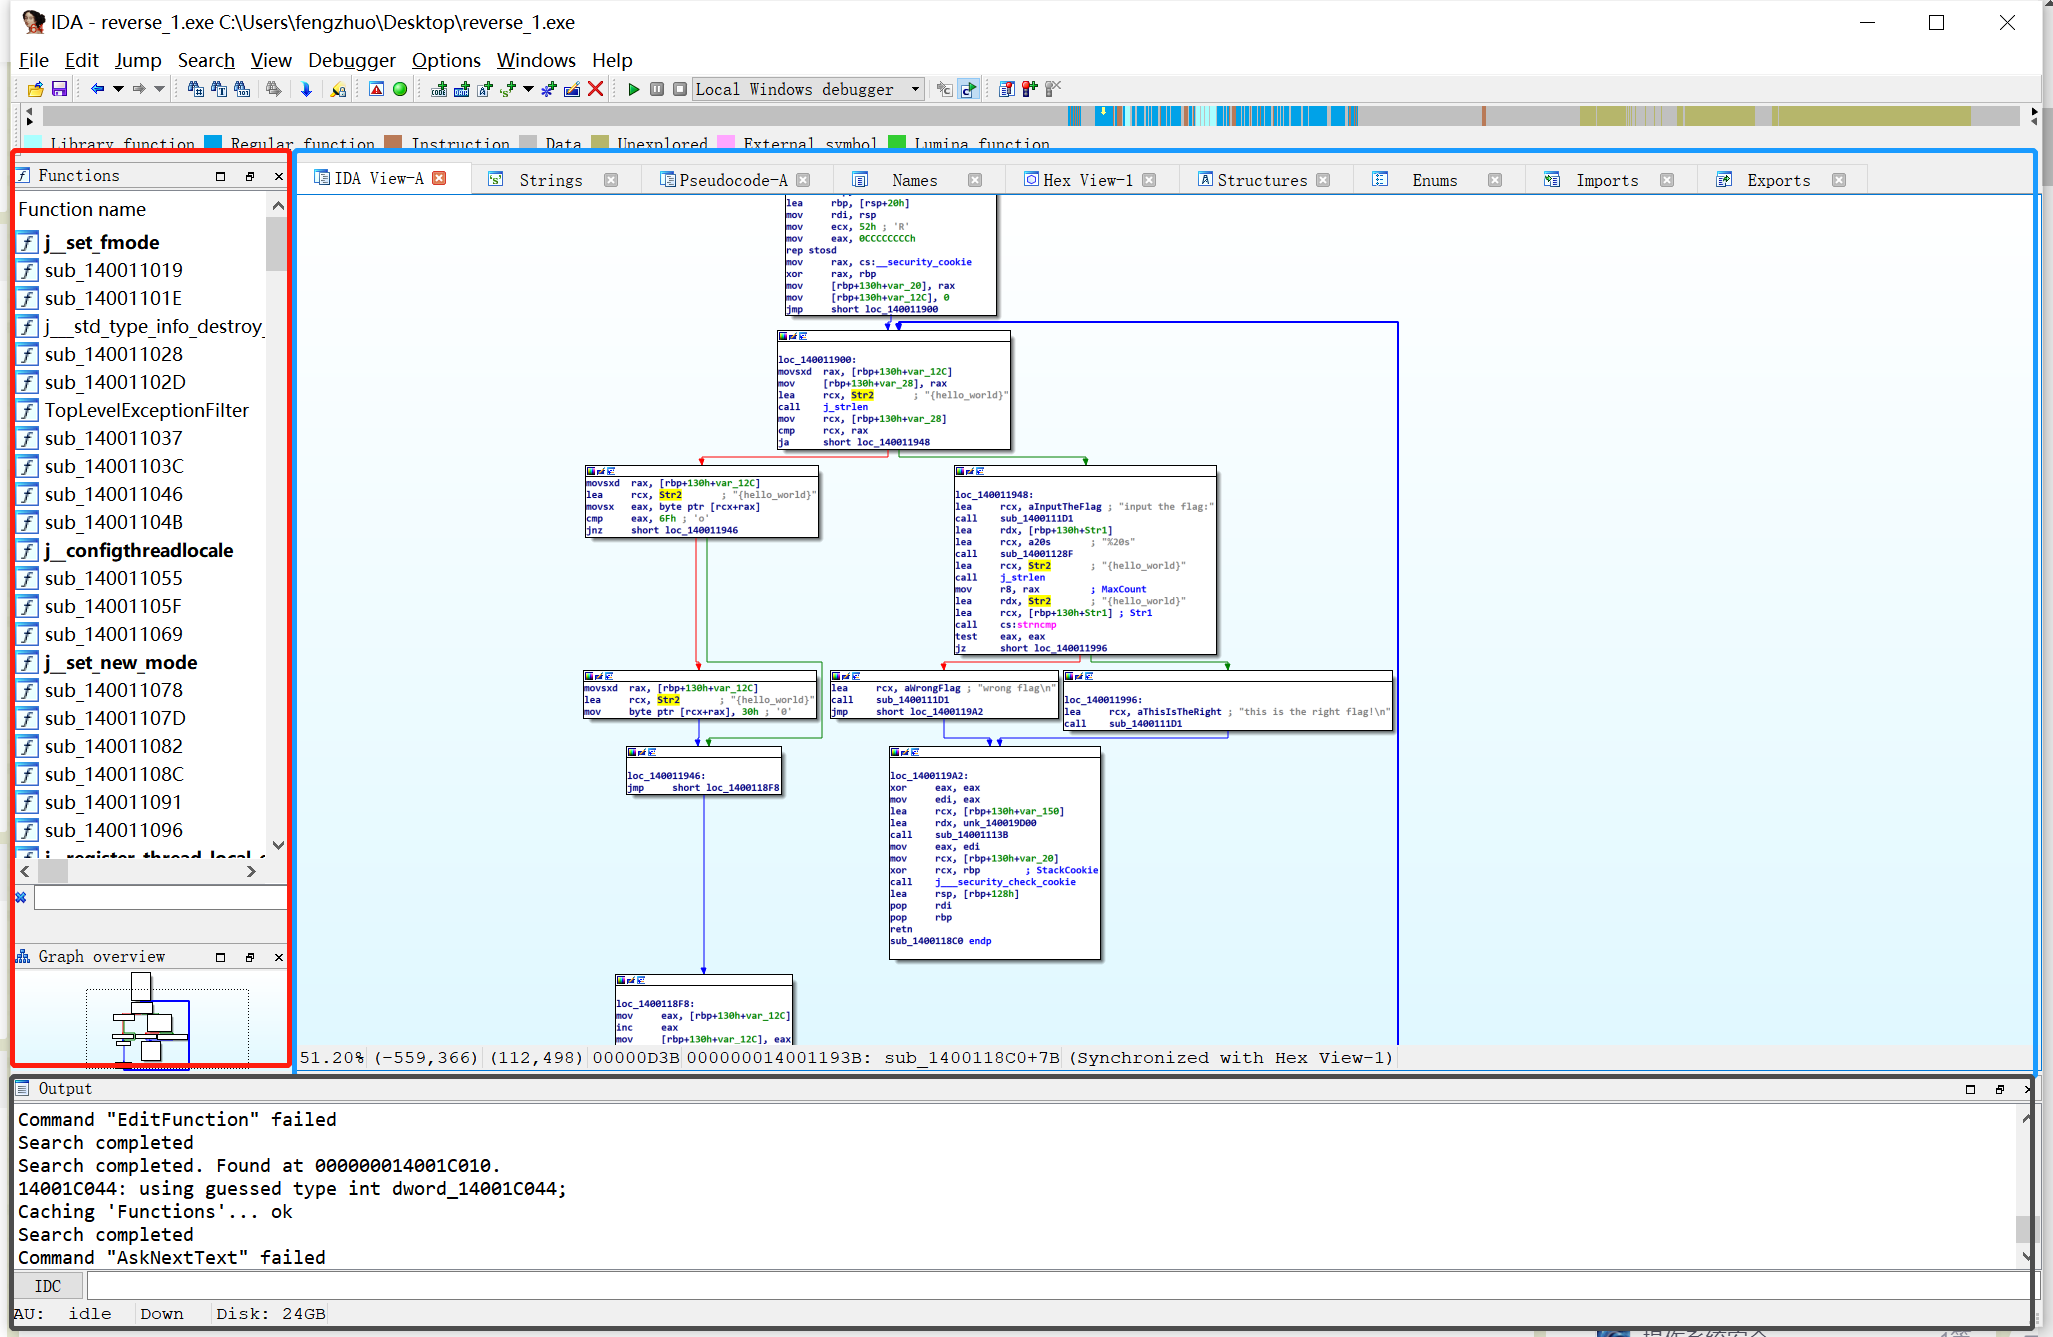 IDA - reverse_1.exe C:\Users\fengzhuo\Desktop\reverse_1.exe
File Edit Jump Search View Debugger Options Windows Help
Local Windows debugger
Library function Regular function Instruction Data Unexplored External symbol Lumina function
Functions
Function name
j__set_fmode
sub_140011019
sub_14001101E
j___std_type_info_destroy_
sub_140011028
sub_14001102D
TopLevelExceptionFilter
sub_140011037
sub_14001103C
sub_140011046
sub_14001104B
j__configthreadlocale
sub_140011055
sub_14001105F
sub_140011069
j__set_new_mode
sub_140011078
sub_14001107D
sub_140011082
sub_14001108C
sub_140011091
sub_140011096
j__register_thread_local_
Graph overview
IDA View-A Strings Pseudocode-A Names Hex View-1 Structures Enums Imports Exports
lea rbp, [rsp+20h]
mov rdi, rsp
mov ecx, 52h ; 'R'
mov eax, 0CCCCCCCCh
rep stosd
mov rax, cs:__security_cookie
xor rax, rbp
mov [rbp+130h+var_20], rax
mov [rbp+130h+var_12C], 0
jmp short loc_140011900
loc_140011900:
movsxd rax, [rbp+130h+var_12C]
mov [rbp+130h+var_28], rax
lea rcx, Str2 ; "{hello_world}"
call j_strlen
mov rcx, [rbp+130h+var_28]
cmp rcx, rax
ja short loc_140011948
movsxd rax, [rbp+130h+var_12C]
lea rcx, Str2 ; "{hello_world}"
movsx eax, byte ptr [rcx+rax]
cmp eax, 6Fh ; 'o'
jnz short loc_140011946
loc_140011948:
lea rcx, aInputTheFlag ; "input the flag:"
call sub_1400111D1
lea rdx, [rbp+130h+Str1]
lea rcx, a20s ; "%20s"
call sub_14001128F
lea rcx, Str2 ; "{hello_world}"
call j_strlen
mov r8, rax ; MaxCount
lea rdx, Str2 ; "{hello_world}"
lea rcx, [rbp+130h+Str1] ; Str1
call cs:strncmp
test eax, eax
jz short loc_140011996
movsxd rax, [rbp+130h+var_12C]
lea rcx, Str2 ; "{hello_world}"
mov byte ptr [rcx+rax], 30h ; '0'
lea rcx, aWrongFlag ; "wrong flag\n"
call sub_1400111D1
jmp short loc_1400119A2
loc_140011996:
lea rcx, aThisIsTheRight ; "this is the right flag!\n"
call sub_1400111D1
loc_140011946:
jmp short loc_1400118F8
loc_1400119A2:
xor eax, eax
mov edi, eax
lea rcx, [rbp+130h+var_150]
lea rdx, unk_140019D00
call sub_14001113B
mov eax, edi
mov rcx, [rbp+130h+var_20]
xor rcx, rbp ; StackCookie
call j___security_check_cookie
lea rsp, [rbp+128h]
pop rdi
pop rbp
retn
sub_1400118C0 endp
loc_1400118F8:
mov eax, [rbp+130h+var_12C]
inc eax
mov [rbp+130h+var_12C], eax
51.20% (-559,366) (112,498) 00000D3B 000000014001193B: sub_1400118C0+7B (Synchronized with Hex View-1)
Output
Command "EditFunction" failed
Search completed
Search completed. Found at 000000014001C010.
14001C044: using guessed type int dword_14001C044;
Caching 'Functions'... ok
Search completed
Command "AskNextText" failed
IDC
AU: idle Down Disk: 24GB